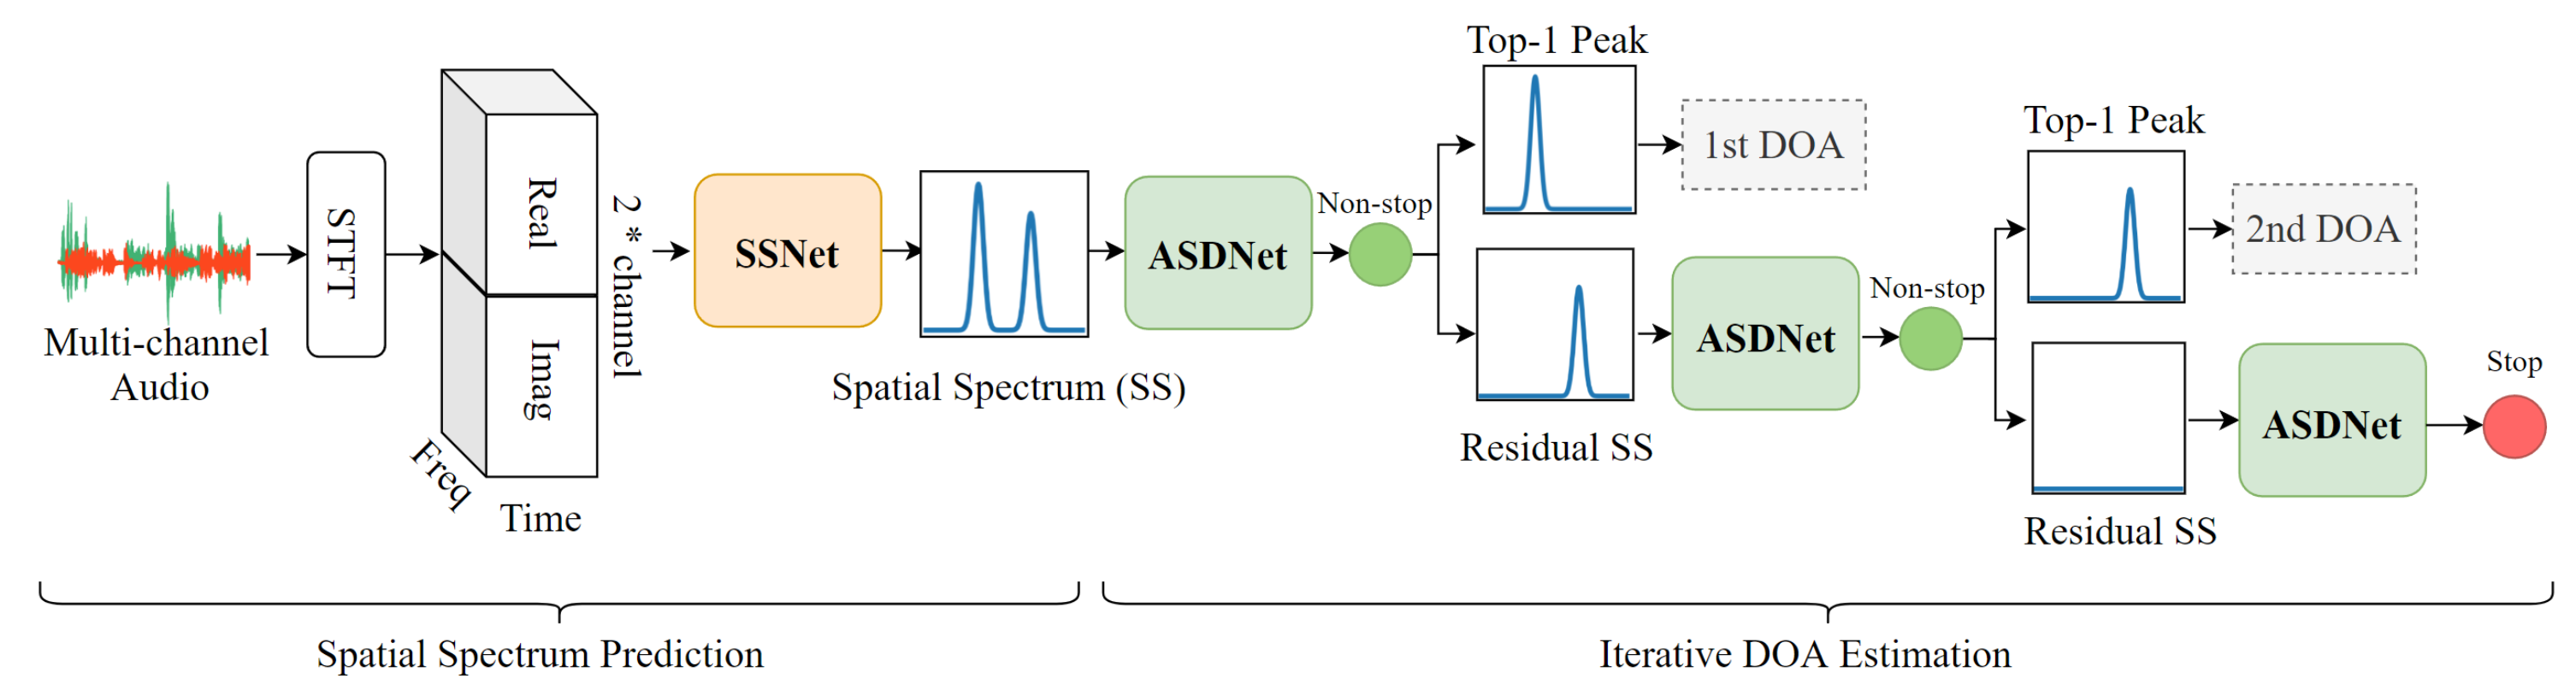 Multi-channel
Audio
STFT
Real
Imag
2 * channel
Freq
Time
SSNet
Spatial Spectrum (SS)
ASDNet
Non-stop
Top-1 Peak
1st DOA
Residual SS
ASDNet
Non-stop
Top-1 Peak
2nd DOA
Residual SS
ASDNet
Stop
Spatial Spectrum Prediction
Iterative DOA Estimation